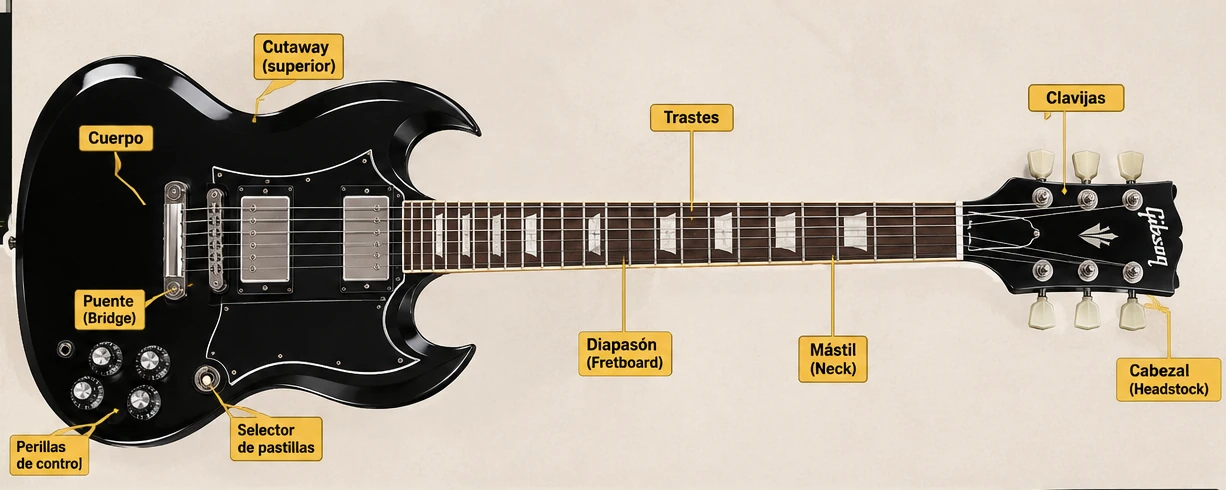 Cutaway
(superior)
Clavijas
Trastes
Cuerpo
Gibson
Puente
(Bridge)
Diapasón
(Fretboard)
Mástil
(Neck)
Cabezal
(Headstock)
Selector
de pastillas
Perillas
de control